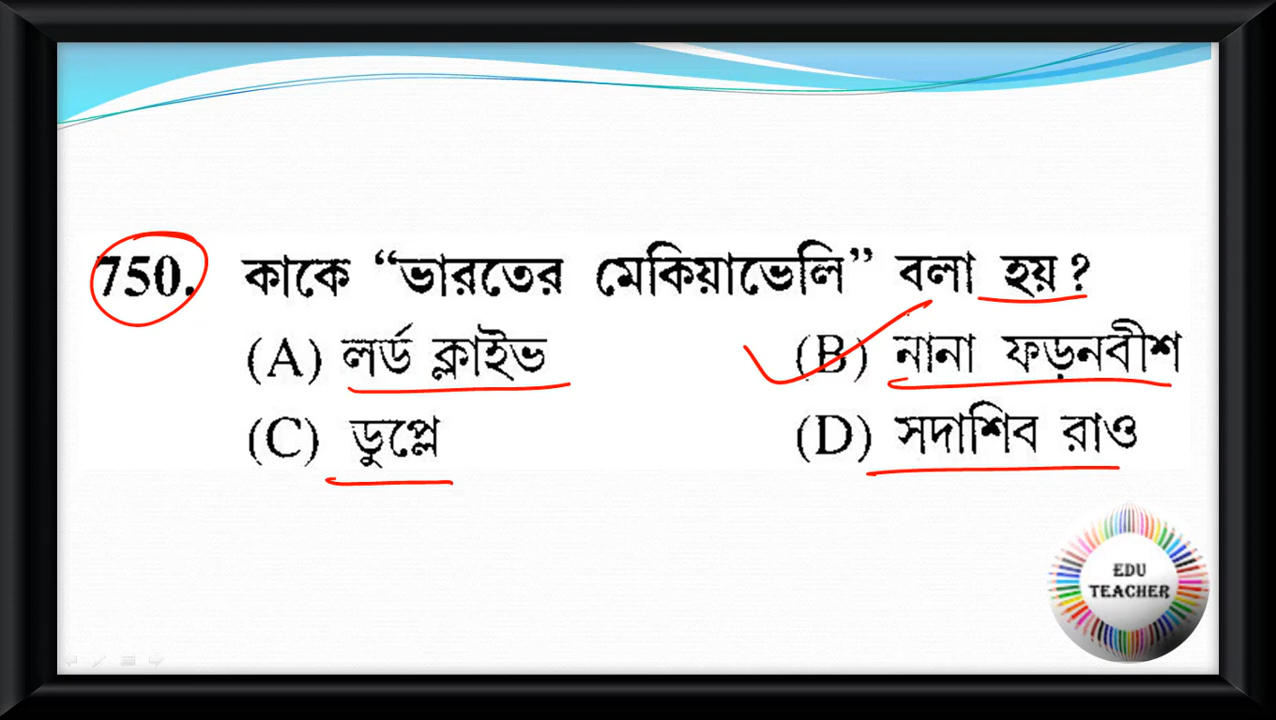 750. কাকে “ভারতের মেকিয়াভেলি” বলা হয় ?
(A) লর্ড ক্লাইভ (B) নানা ফড়নবীশ
(C) ডুপ্লে (D) সদাশিব রাও
EDU
TEACHER